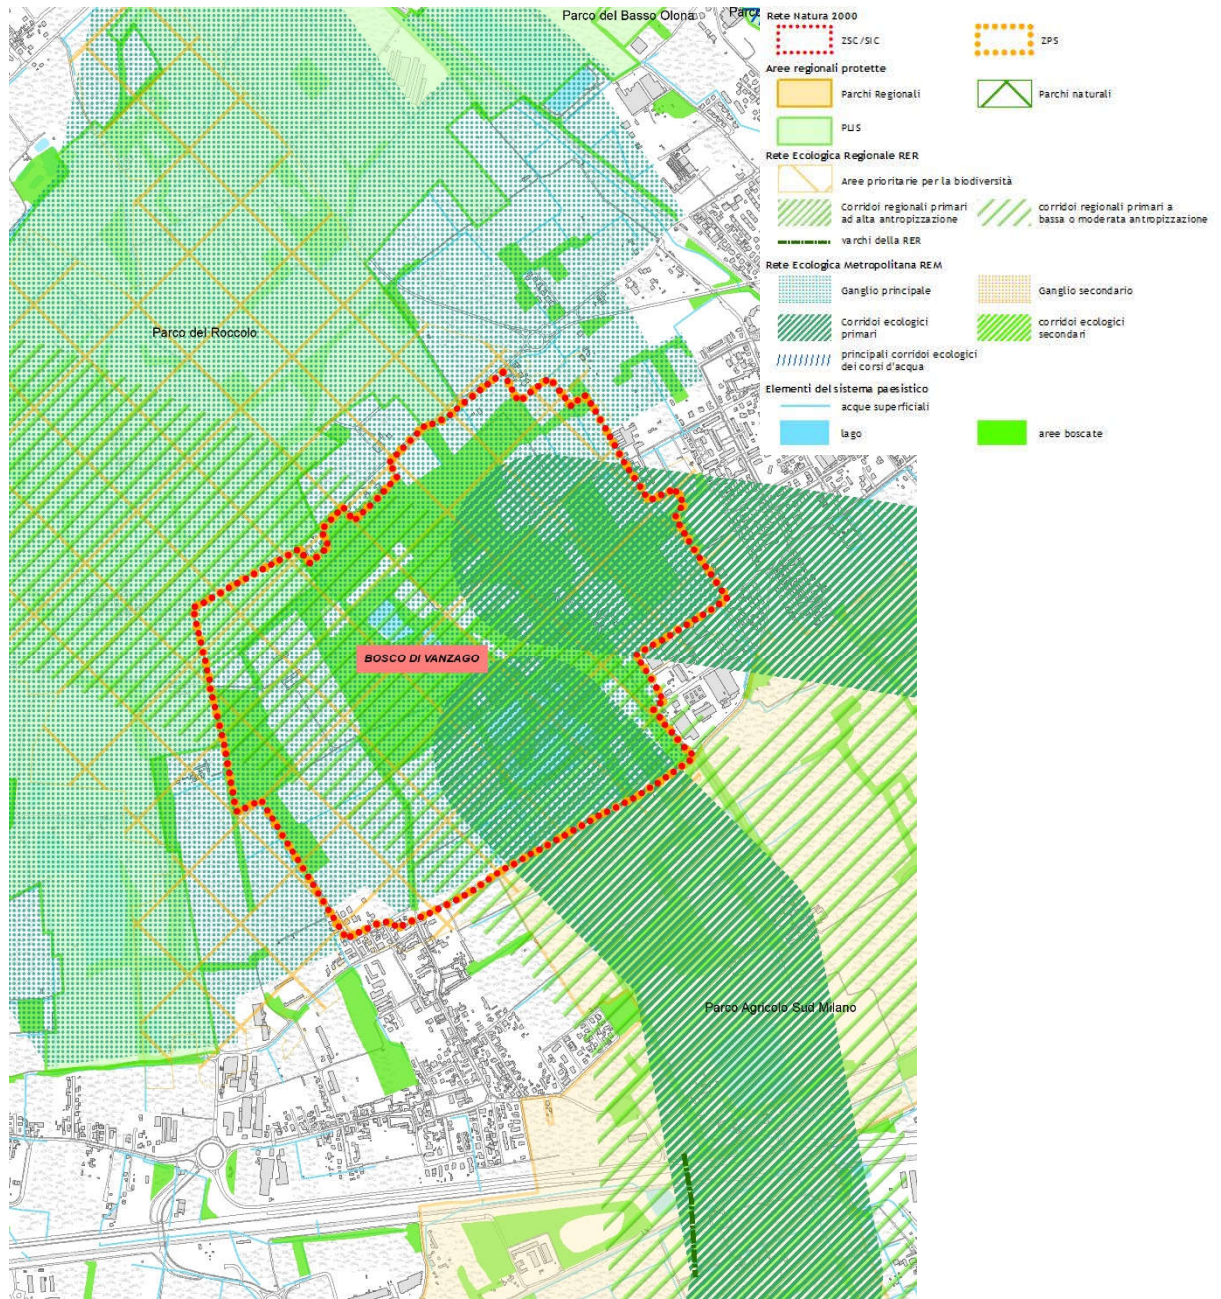 Parco del Basso Olona
Parc
Rete Natura 2000
ZSC/SIC
ZPS
Aree regionali protette
Parchi Regionali
Parchi naturali
PLIS
Rete Ecologica Regionale RER
Aree prioritarie per la biodiversità
Corridoi regionali primari
ad alta antropizzazione
corridoi regionali primari a
bassa o moderata antropizzazione
varchi della RER
Rete Ecologica Metropolitana REM
Ganglio principale
Ganglio secondario
Corridoi ecologici
primari
corridoi ecologici
secondari
principali corridoi ecologici
dei corsi d'acqua
Elementi del sistema paesistico
acque superficiali
lago
aree boscate
Parco del Roccolo
BOSCO DI VANZAGO
Parco Agricolo Sud Milano